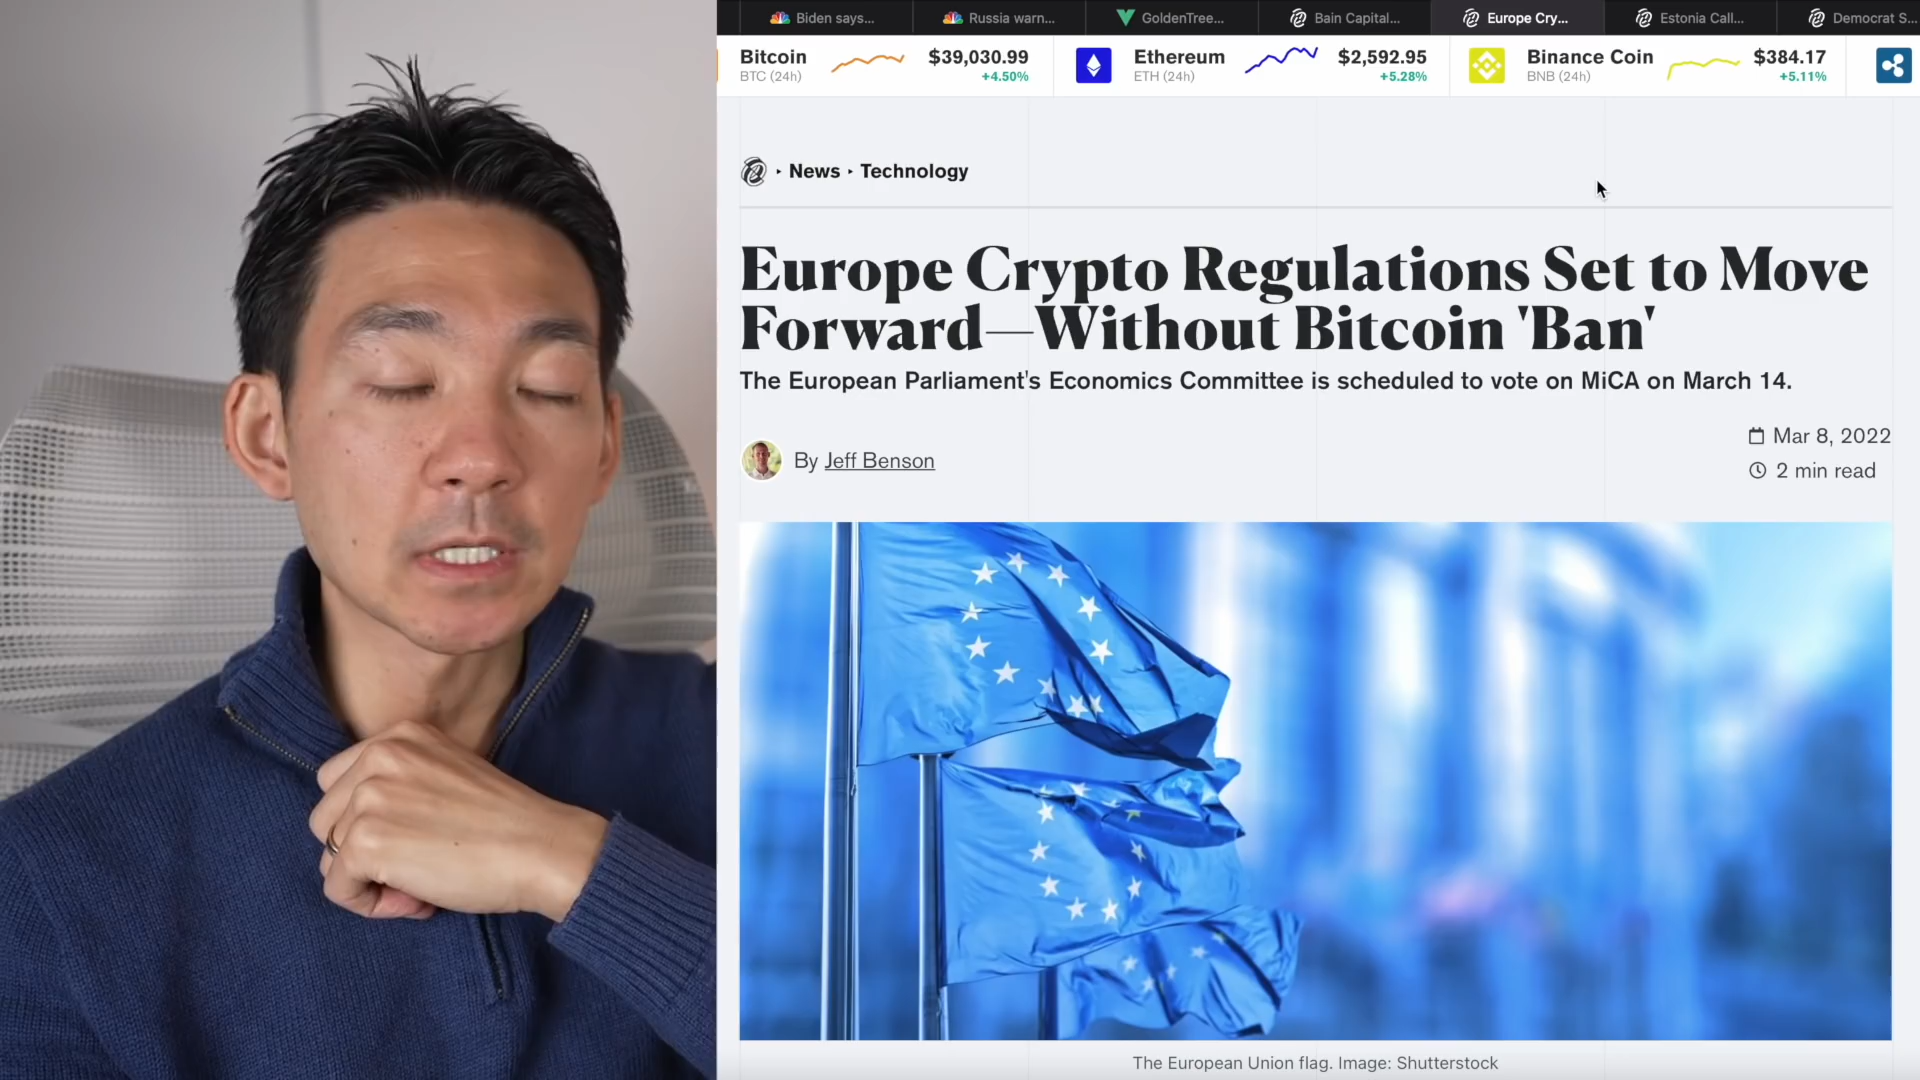 Biden says...
Russia warn...
GoldenTree...
Bain Capital...
Europe Cry...
Estonia Call...
Democrat S...
Bitcoin
BTC (24h)
$39,030.99
+4.50%
Ethereum
ETH (24h)
$2,592.95
+5.28%
Binance Coin
BNB (24h)
$384.17
+5.11%
News
Technology
Europe Crypto Regulations Set to Move
Forward—Without Bitcoin 'Ban'
The European Parliament's Economics Committee is scheduled to vote on MiCA on March 14.
By Jeff Benson
Mar 8, 2022
2 min read
The European Union flag. Image: Shutterstock